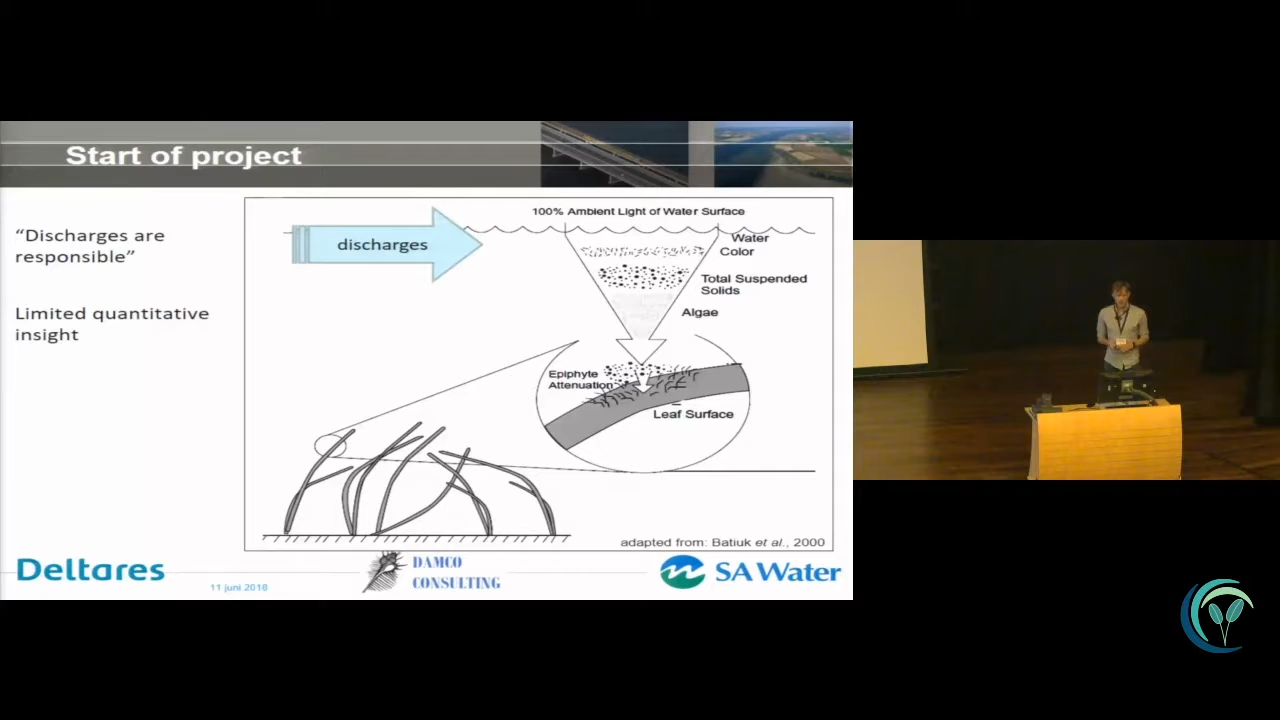 Start of project
"Discharges are
responsible"
Limited quantitative
insight
discharges
100% Ambient Light of Water Surface
Water
Color
Total Suspended
Solids
Algae
Epiphyte
Attenuation
Leaf Surface
adapted from: Batiuk et al., 2000
Deltares
11 juni 2018
DAMCO
CONSULTING
SA Water